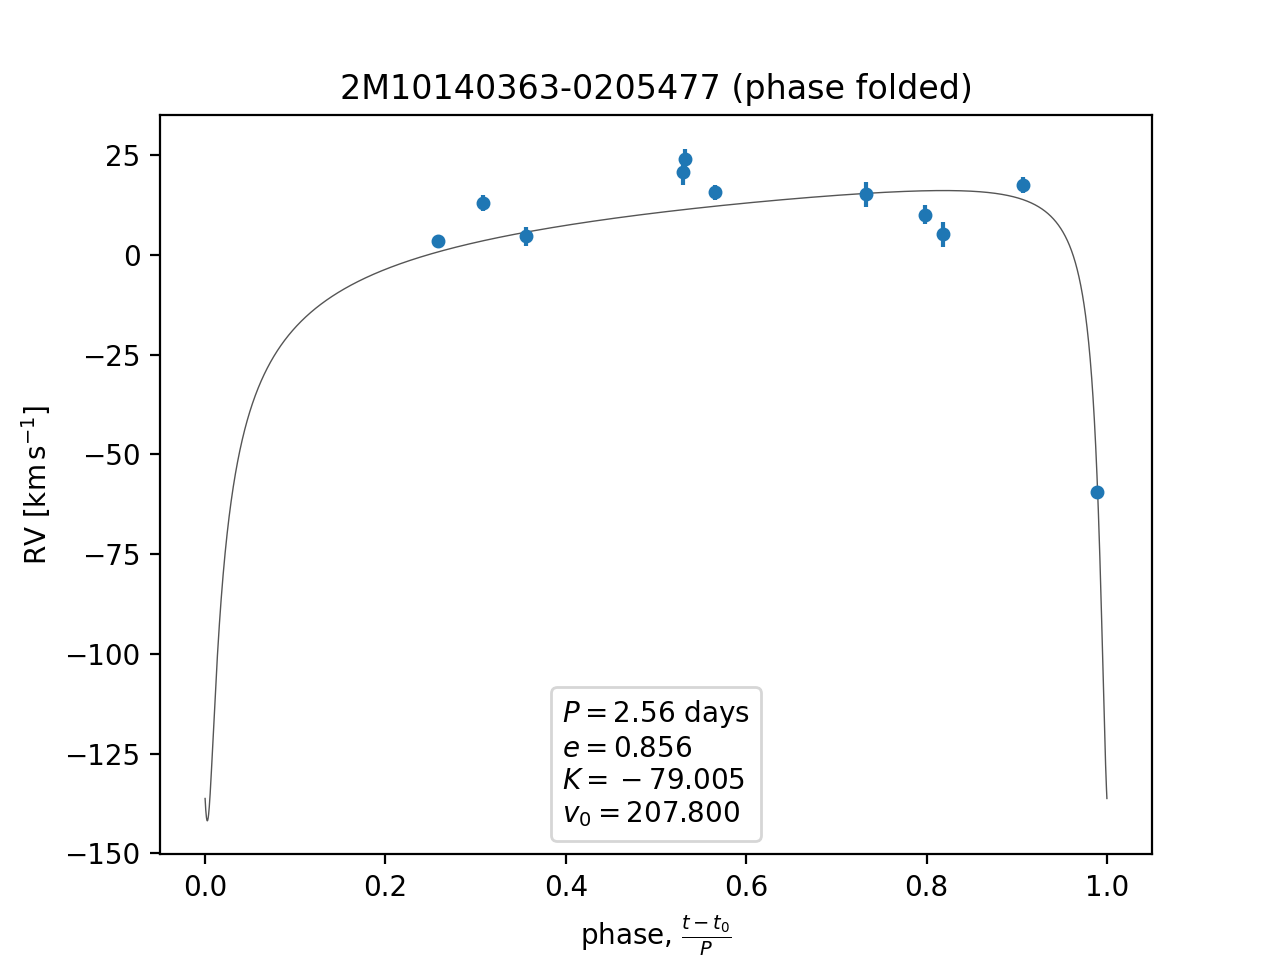 2M10140363-0205477 (phase folded)
25
0
−25
−50
−75
−100
−125
−150
RV [km s⁻¹]
P = 2.56 days
e = 0.856
K = −79.005
v₀ = 207.800
0.0 0.2 0.4 0.6 0.8 1.0
phase, (t − t₀)/P